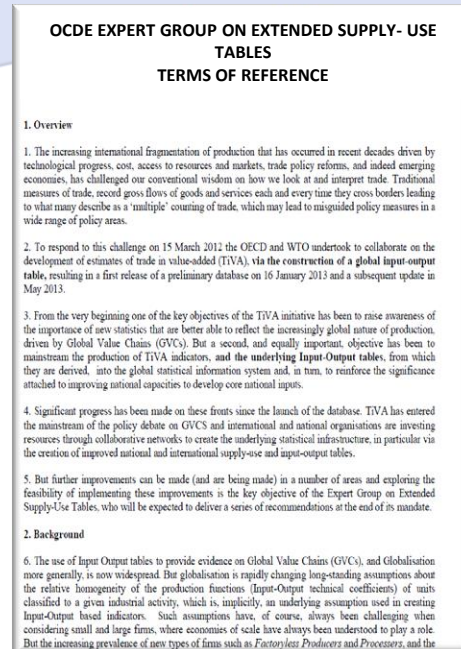 OCDE EXPERT GROUP ON EXTENDED SUPPLY- USE
TABLES
TERMS OF REFERENCE
1. Overview
1. The increasing international fragmentation of production that has occurred in recent decades driven by
technological progress, cost, access to resources and markets, trade policy reforms, and indeed emerging
economies, has challenged our conventional wisdom on how we look at and interpret trade. Traditional
measures of trade, record gross flows of goods and services each and every time they cross borders leading
to what many describe as a 'multiple' counting of trade, which may lead to misguided policy measures in a
wide range of policy areas.
2. To respond to this challenge on 15 March 2012 the OECD and WTO undertook to collaborate on the
development of estimates of trade in value-added (TiVA), via the construction of a global input-output
table, resulting in a first release of a preliminary database on 16 January 2013 and a subsequent update in
May 2013.
3. From the very beginning one of the key objectives of the TiVA initiative has been to raise awareness of
the importance of new statistics that are better able to reflect the increasingly global nature of production,
driven by Global Value Chains (GVCs). But a second, and equally important, objective has been to
mainstream the production of TiVA indicators, and the underlying Input-Output tables, from which
they are derived, into the global statistical information system and, in turn, to reinforce the significance
attached to improving national capacities to develop core national inputs.
4. Significant progress has been made on these fronts since the launch of the database. TiVA has entered
the mainstream of the policy debate on GVCS and international and national organisations are investing
resources through collaborative networks to create the underlying statistical infrastructure, in particular via
the creation of improved national and international supply-use and input-output tables.
5. But further improvements can be made (and are being made) in a number of areas and exploring the
feasibility of implementing these improvements is the key objective of the Expert Group on Extended
Supply-Use Tables, who will be expected to deliver a series of recommendations at the end of its mandate.
2. Background
6. The use of Input Output tables to provide evidence on Global Value Chains (GVCs), and Globalisation
more generally, is now widespread. But globalisation is rapidly changing long-standing assumptions about
the relative homogeneity of the production functions (Input-Output technical coefficients) of units
classified to a given industrial activity, which is, implicitly, an underlying assumption used in creating
Input-Output based indicators. Such assumptions have, of course, always been challenging when
considering small and large firms, where economies of scale have always been understood to play a role.
But the increasing prevalence of new types of firms such as Factoryless Producers and Processers, and the